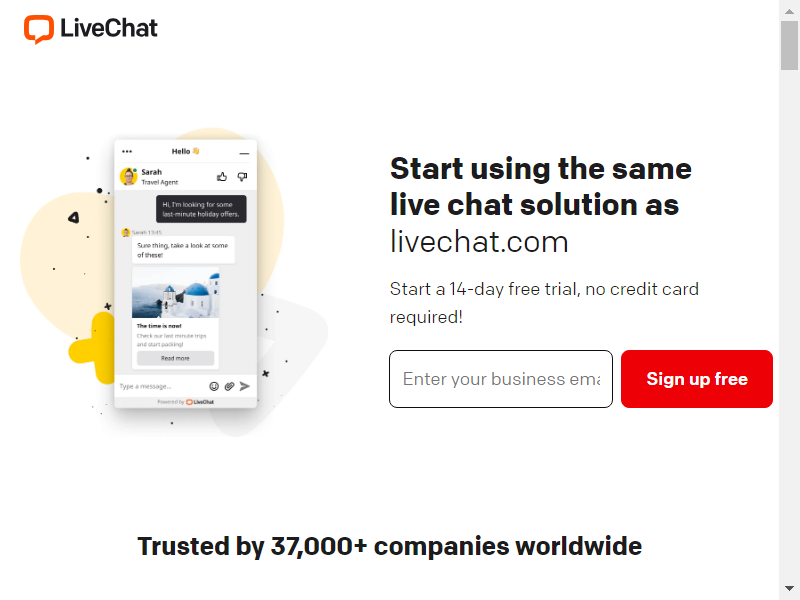 LiveChat
Hello 👋
Sarah
Travel Agent
Hi, I'm looking for some
last-minute holiday offers.
Sarah 13:45
Sure thing, take a look at some
of these!
The time is now!
Check our last minute trips
and start packing!
Read more
Type a message...
Powered by LiveChat
Start using the same
live chat solution as
livechat.com
Start a 14-day free trial, no credit card
required!
Enter your business ema
Sign up free
Trusted by 37,000+ companies worldwide